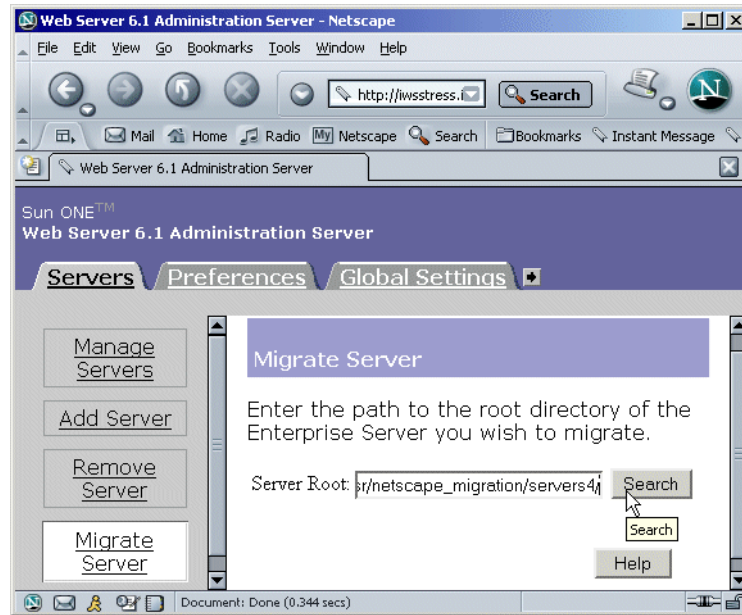 Web Server 6.1 Administration Server - Netscape
File Edit View Go Bookmarks Tools Window Help
http://iwsstress.i Search N
Mail Home Radio My Netscape Search Bookmarks Instant Message
Web Server 6.1 Administration Server
Sun ONE™
Web Server 6.1 Administration Server
Servers Preferences Global Settings
Manage
Servers
Add Server
Remove
Server
Migrate
Server
Migrate Server
Enter the path to the root directory of the
Enterprise Server you wish to migrate.
Server Root: sr/netscape_migration/servers4/ Search
Search
Help
Document: Done (0.344 secs)